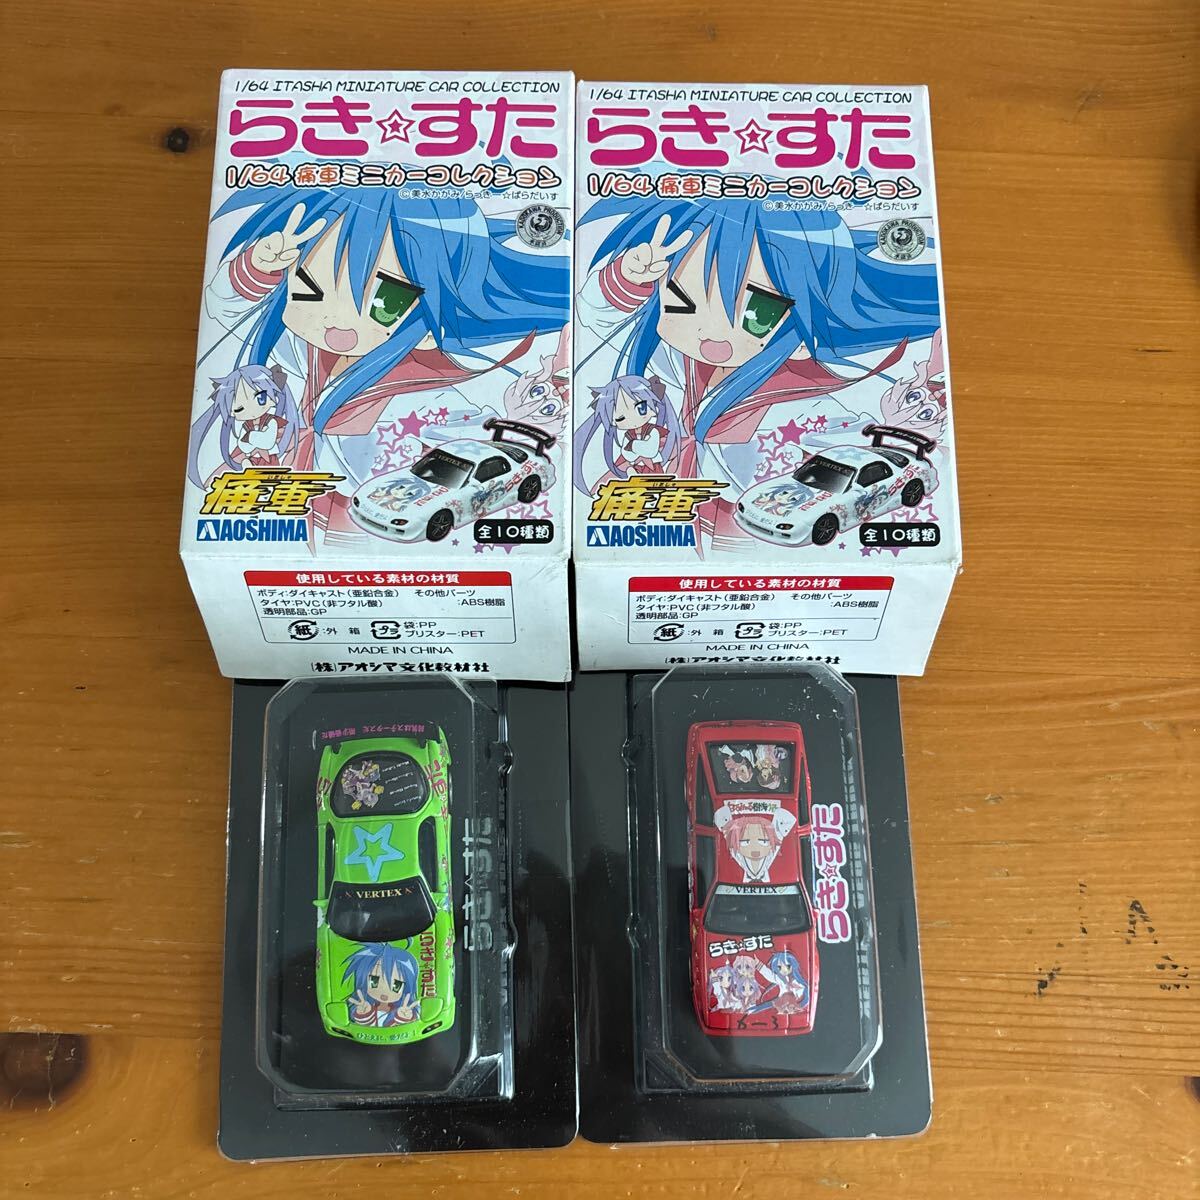 1/64 ITASHA MINIATURE CAR COLLECTION
らき☆すた
1/64 痛車ミニカーコレクション
©美水かがみ/らっきー☆ぱらだいす
VERTEX
痛車
AOSHIMA
全10種類
使用している素材の材質
ボディ:ダイキャスト(亜鉛合金) その他パーツ
タイヤ:PVC(非フタル酸) :ABS樹脂
透明部品:GP
紙:外 箱 プラ 袋:PP
ブリスター:PET
MADE IN CHINA
(株)アオシマ文化教材社
1/64 ITASHA MINIATURE CAR COLLECTION
らき☆すた
1/64 痛車ミニカーコレクション
©美水かがみ/らっきー☆ぱらだいす
VERTEX
痛車
AOSHIMA
全10種類
使用している素材の材質
ボディ:ダイキャスト(亜鉛合金) その他パーツ
タイヤ:PVC(非フタル酸) :ABS樹脂
透明部品:GP
紙:外 箱 プラ 袋:PP
ブリスター:PET
MADE IN CHINA
(株)アオシマ文化教材社
VERTEX
らき☆すた
VERTEX
らき☆すた
らき☆すた